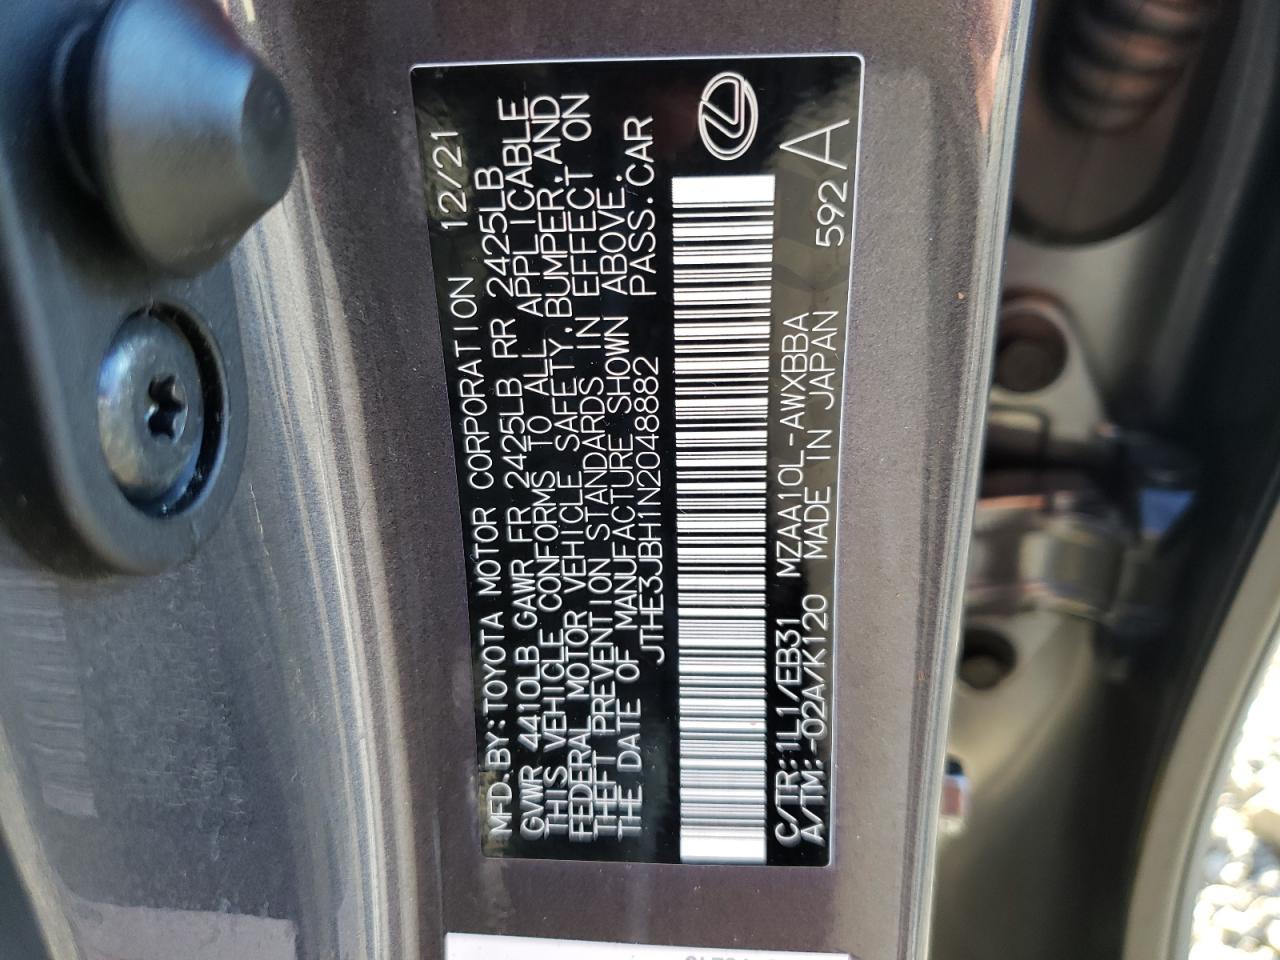 MFD.BY:TOYOTA MOTOR CORPORATION 12/21
GVWR 4410LB GAWR FR 2425LB RR 2425LB
THIS VEHICLE CONFORMS TO ALL APPLICABLE
FEDERAL MOTOR VEHICLE SAFETY,BUMPER,AND
THEFT PREVENTION STANDARDS IN EFFECT ON
THE DATE OF MANUFACTURE SHOWN ABOVE.
JTHE3JBH1N2048882 PASS.CAR
C/TR:1L1/EB31 MZAA10L-AWXBBA
A/TM:-02A/K120 MADE IN JAPAN 592 A